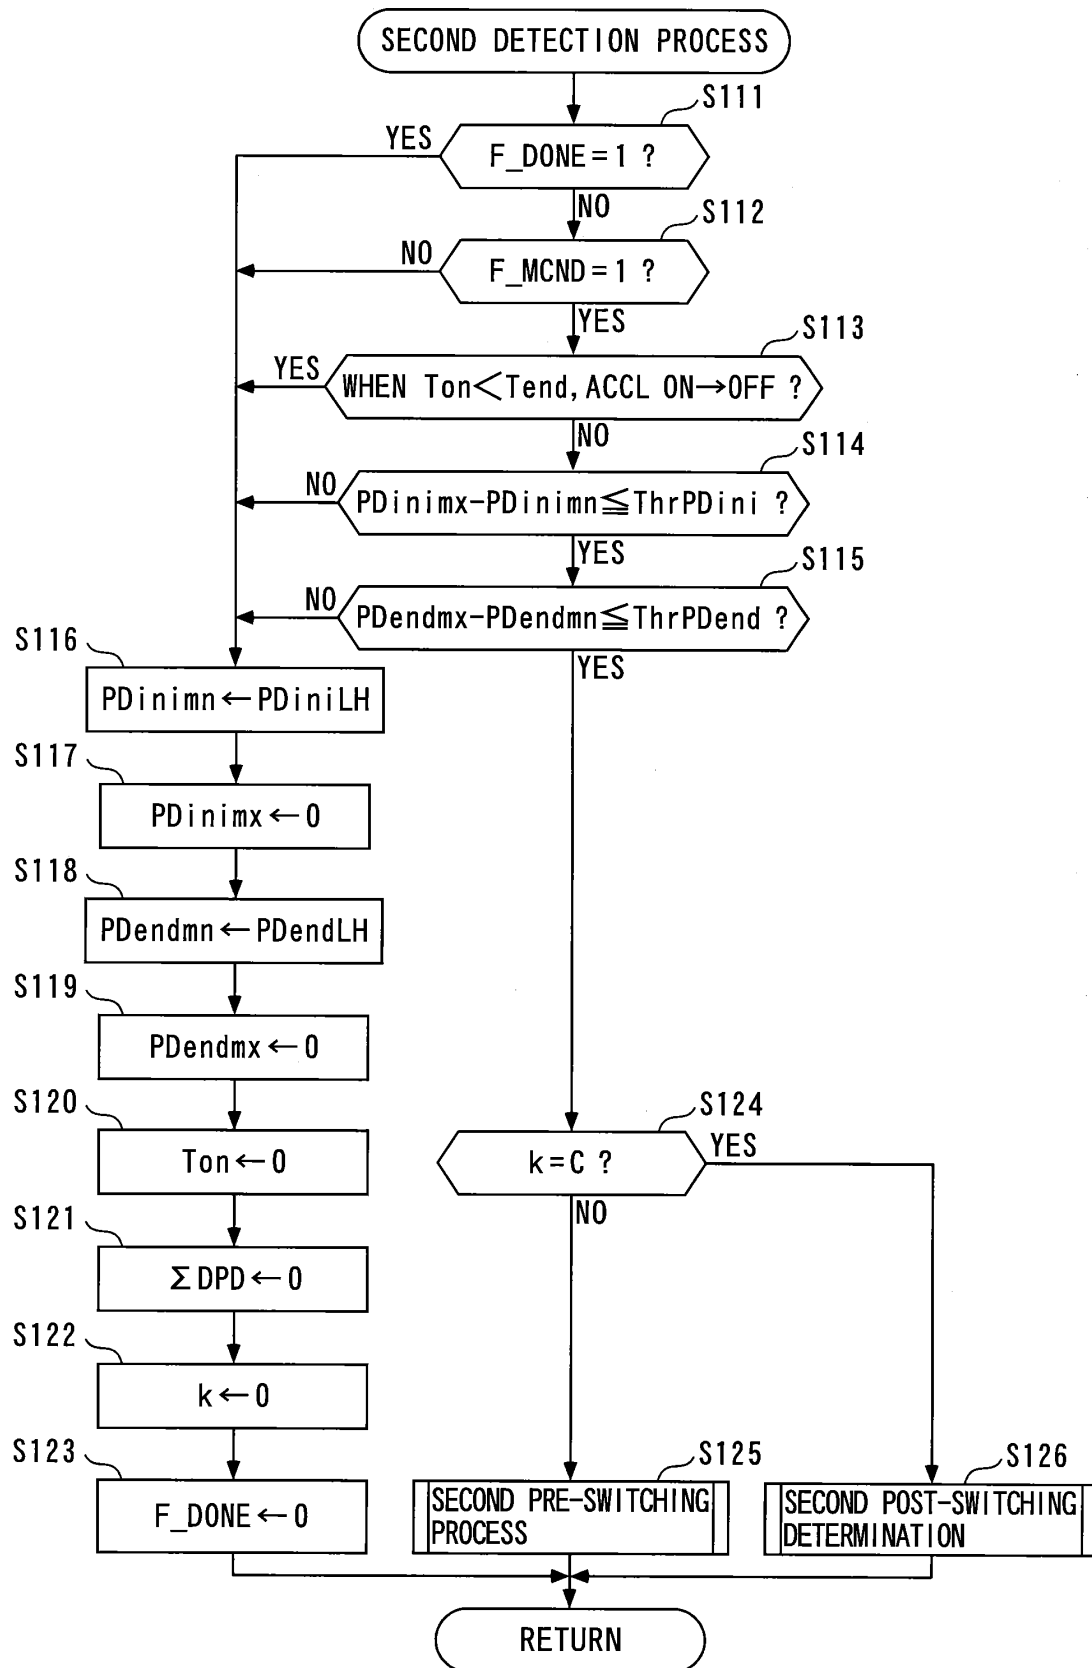 SECOND DETECTION PROCESS
S111
F_DONE=1 ?
YES
NO
S112
F_MCND=1 ?
NO
YES
S113
WHEN Ton<Tend, ACCL ON→OFF ?
YES
NO
S114
PDinimx-PDinimn≦ThrPDini ?
NO
YES
S115
PDendmx-PDendmn≦ThrPDend ?
NO
YES
S116
PDinimn←PDiniLH
S117
PDinimx←0
S118
PDendmn←PDendLH
S119
PDendmx←0
S120
Ton←0
S121
ΣDPD←0
S122
k←0
S123
F_DONE←0
S124
k=C ?
YES
NO
S125
SECOND PRE-SWITCHING
PROCESS
S126
SECOND POST-SWITCHING
DETERMINATION
RETURN